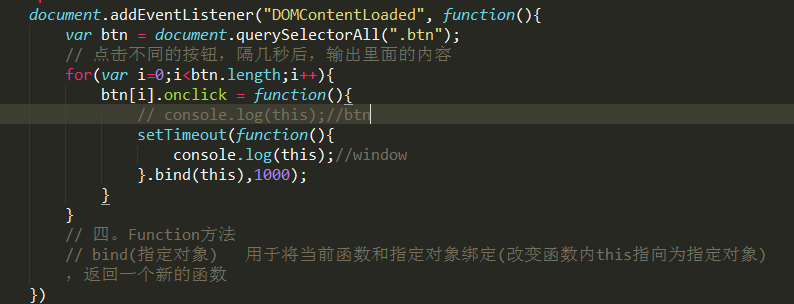 document.addEventListener("DOMContentLoaded", function(){
var btn = document.querySelectorAll(".btn");
// 点击不同的按钮，隔几秒后，输出里面的内容
for(var i=0;i<btn.length;i++){
btn[i].onclick = function(){
// console.log(this);//btn
setTimeout(function(){
console.log(this);//window
}.bind(this),1000);
}
}
// 四。Function方法
// bind(指定对象)   用于将当前函数和指定对象绑定(改变函数内this指向为指定对象)
，返回一个新的函数
})